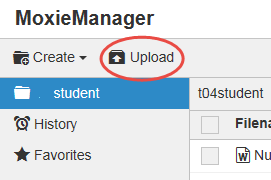 MoxieManager
Create Upload
student t04student
History Filena
Favorites Nu